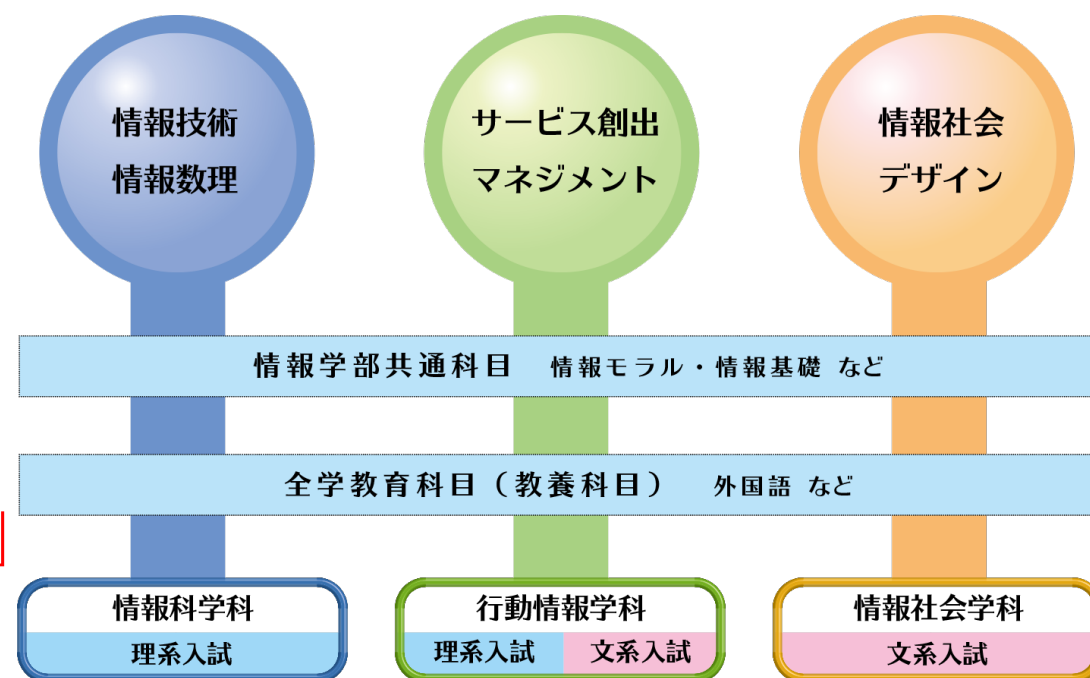 情報技術
情報数理
サービス創出
マネジメント
情報社会
デザイン
情報学部共通科目 情報モラル・情報基礎 など
全学教育科目（教養科目） 外国語 など
情報科学科
理系入試
行動情報学科
理系入試 文系入試
情報社会学科
文系入試